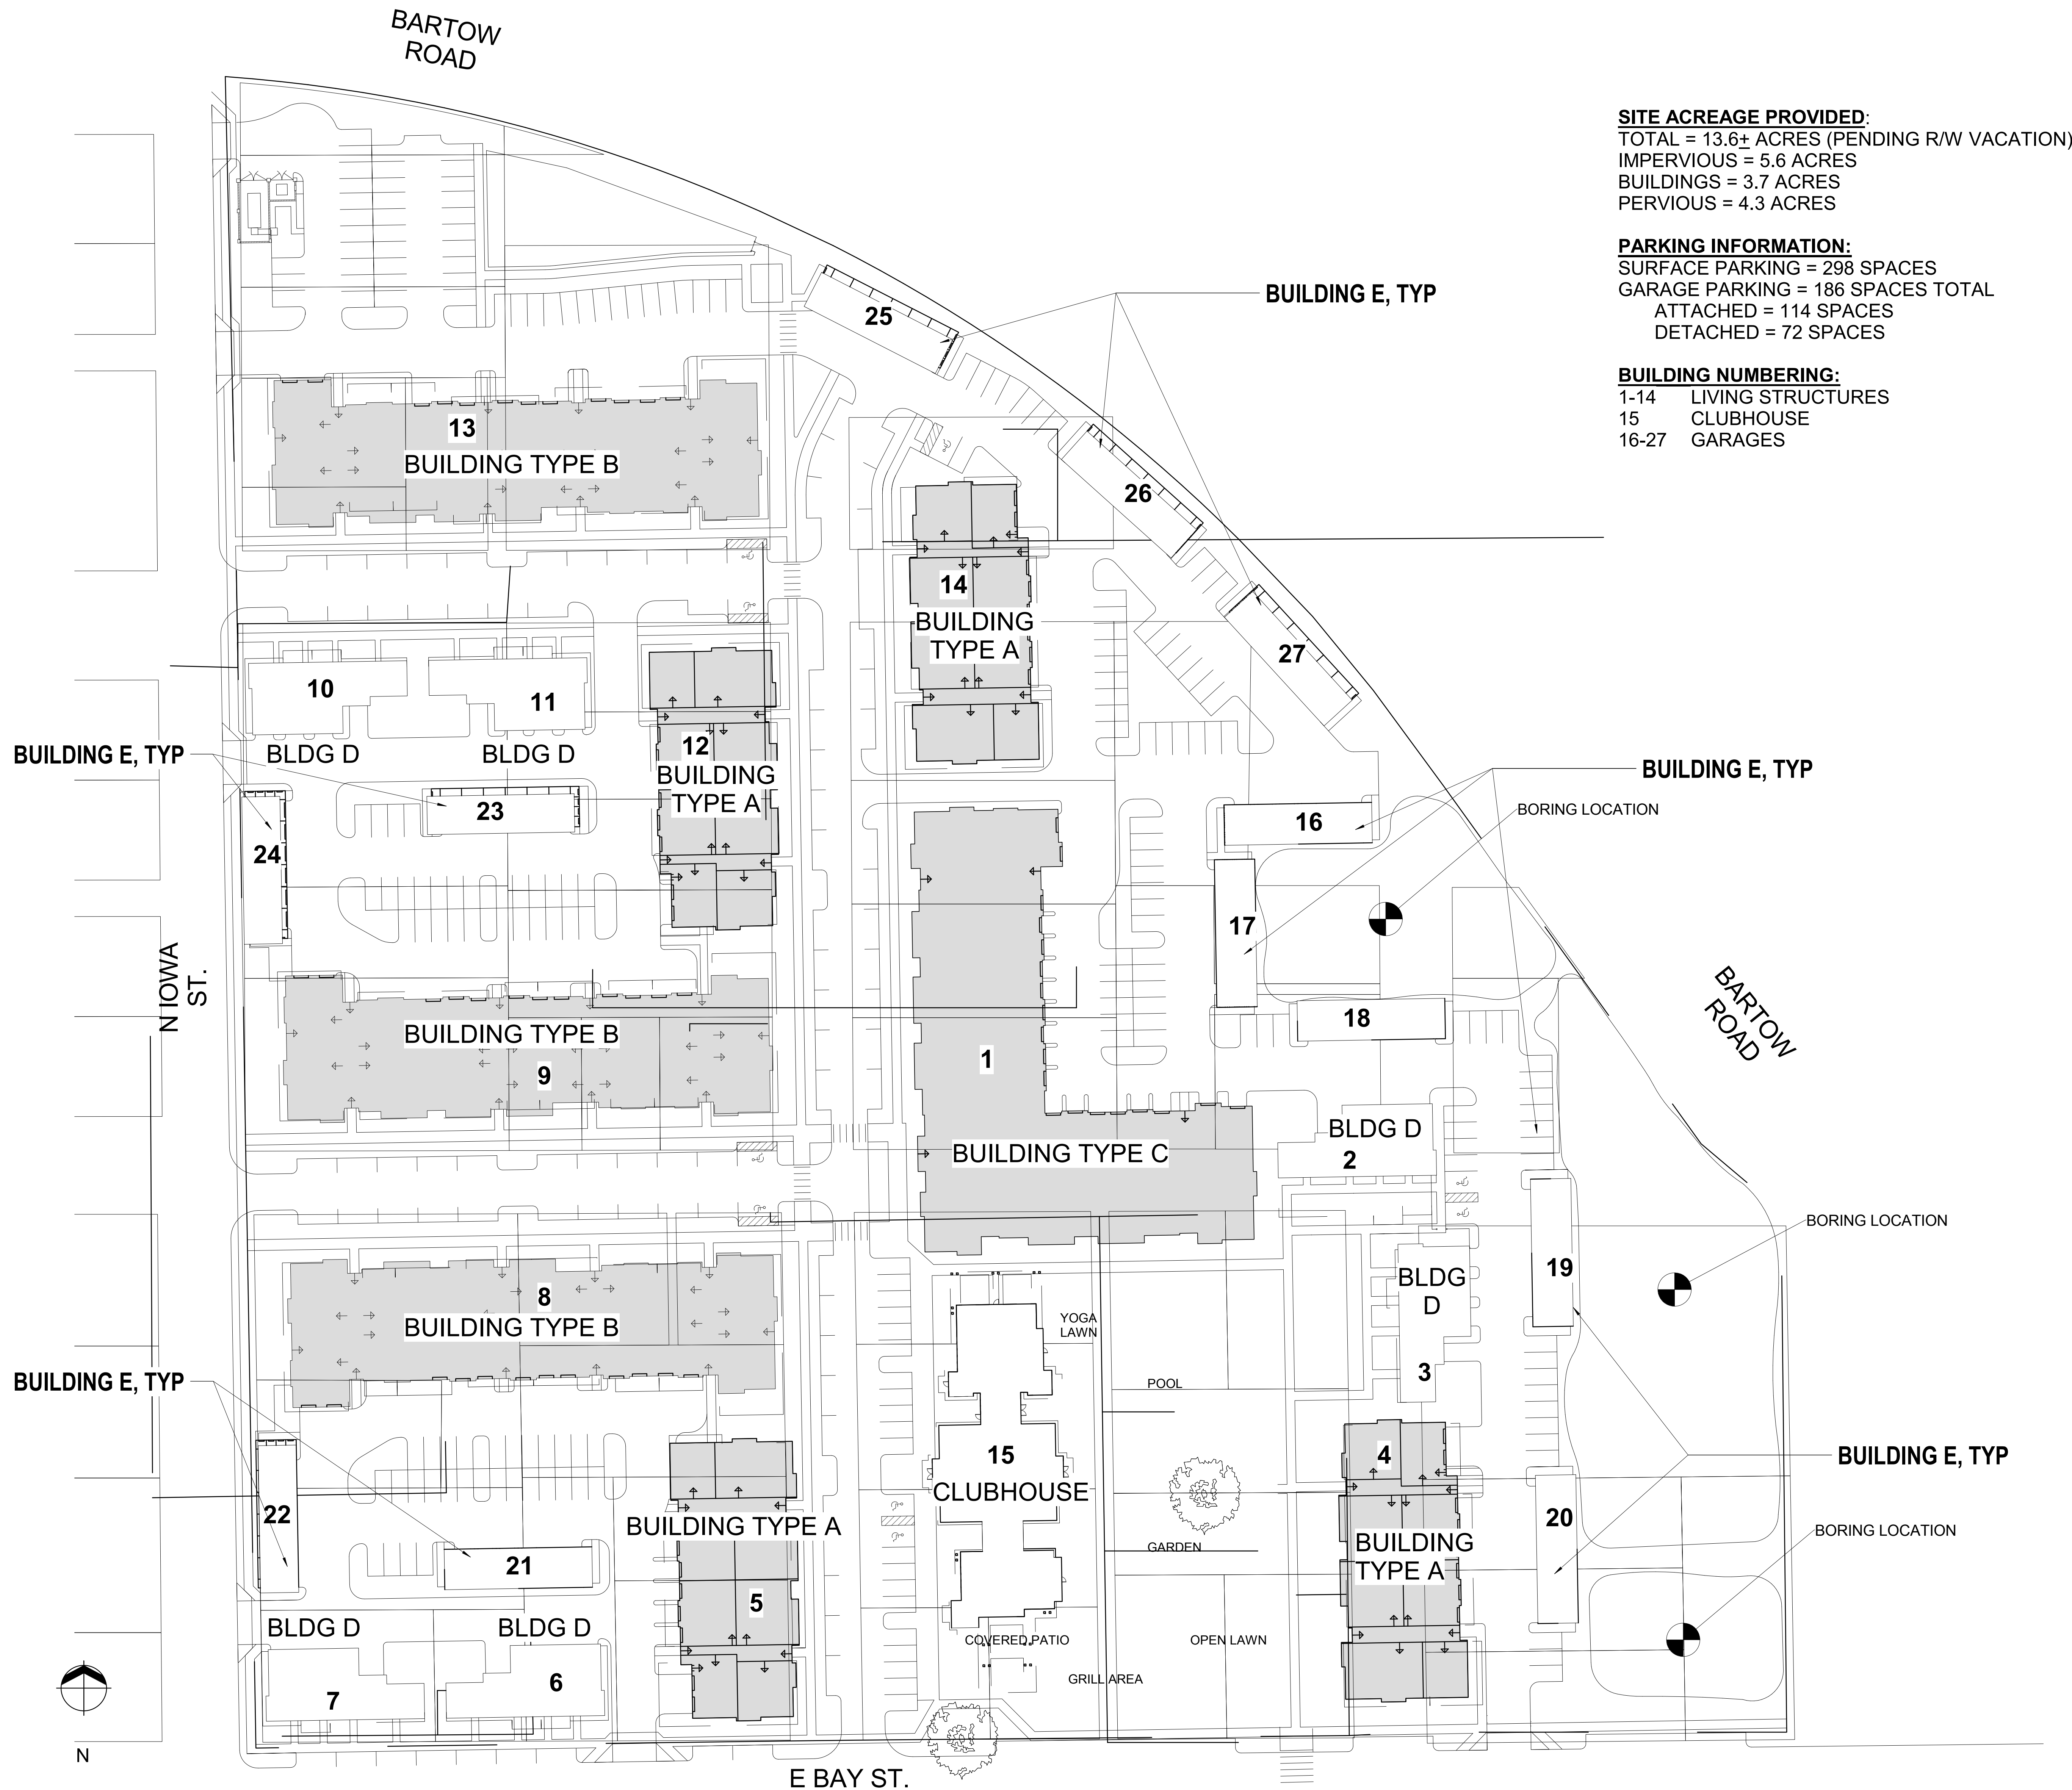 BARTOW
ROAD
SITE ACREAGE PROVIDED:
TOTAL = 13.6± ACRES (PENDING R/W VACATION)
IMPERVIOUS = 5.6 ACRES
BUILDINGS = 3.7 ACRES
PERVIOUS = 4.3 ACRES
PARKING INFORMATION:
SURFACE PARKING = 298 SPACES
GARAGE PARKING = 186 SPACES TOTAL
ATTACHED = 114 SPACES
DETACHED = 72 SPACES
BUILDING NUMBERING:
1-14 LIVING STRUCTURES
15 CLUBHOUSE
16-27 GARAGES
BUILDING E, TYP
25
13
BUILDING TYPE B
26
14
BUILDING
TYPE A
27
10
11
BLDG D
BLDG D
12
BUILDING
TYPE A
BUILDING E, TYP
BUILDING E, TYP
23
24
16
BORING LOCATION
17
N IOWA
ST.
18
BARTOW
ROAD
BUILDING TYPE B
9
1
BUILDING TYPE C
BLDG D
2
BORING LOCATION
19
BLDG
D
3
8
BUILDING TYPE B
YOGA
LAWN
POOL
BUILDING E, TYP
BUILDING E, TYP
15
CLUBHOUSE
4
BUILDING
TYPE A
20
BORING LOCATION
22
BUILDING TYPE A
21
5
GARDEN
BLDG D
BLDG D
7
6
COVERED PATIO
OPEN LAWN
GRILL AREA
N
E BAY ST.